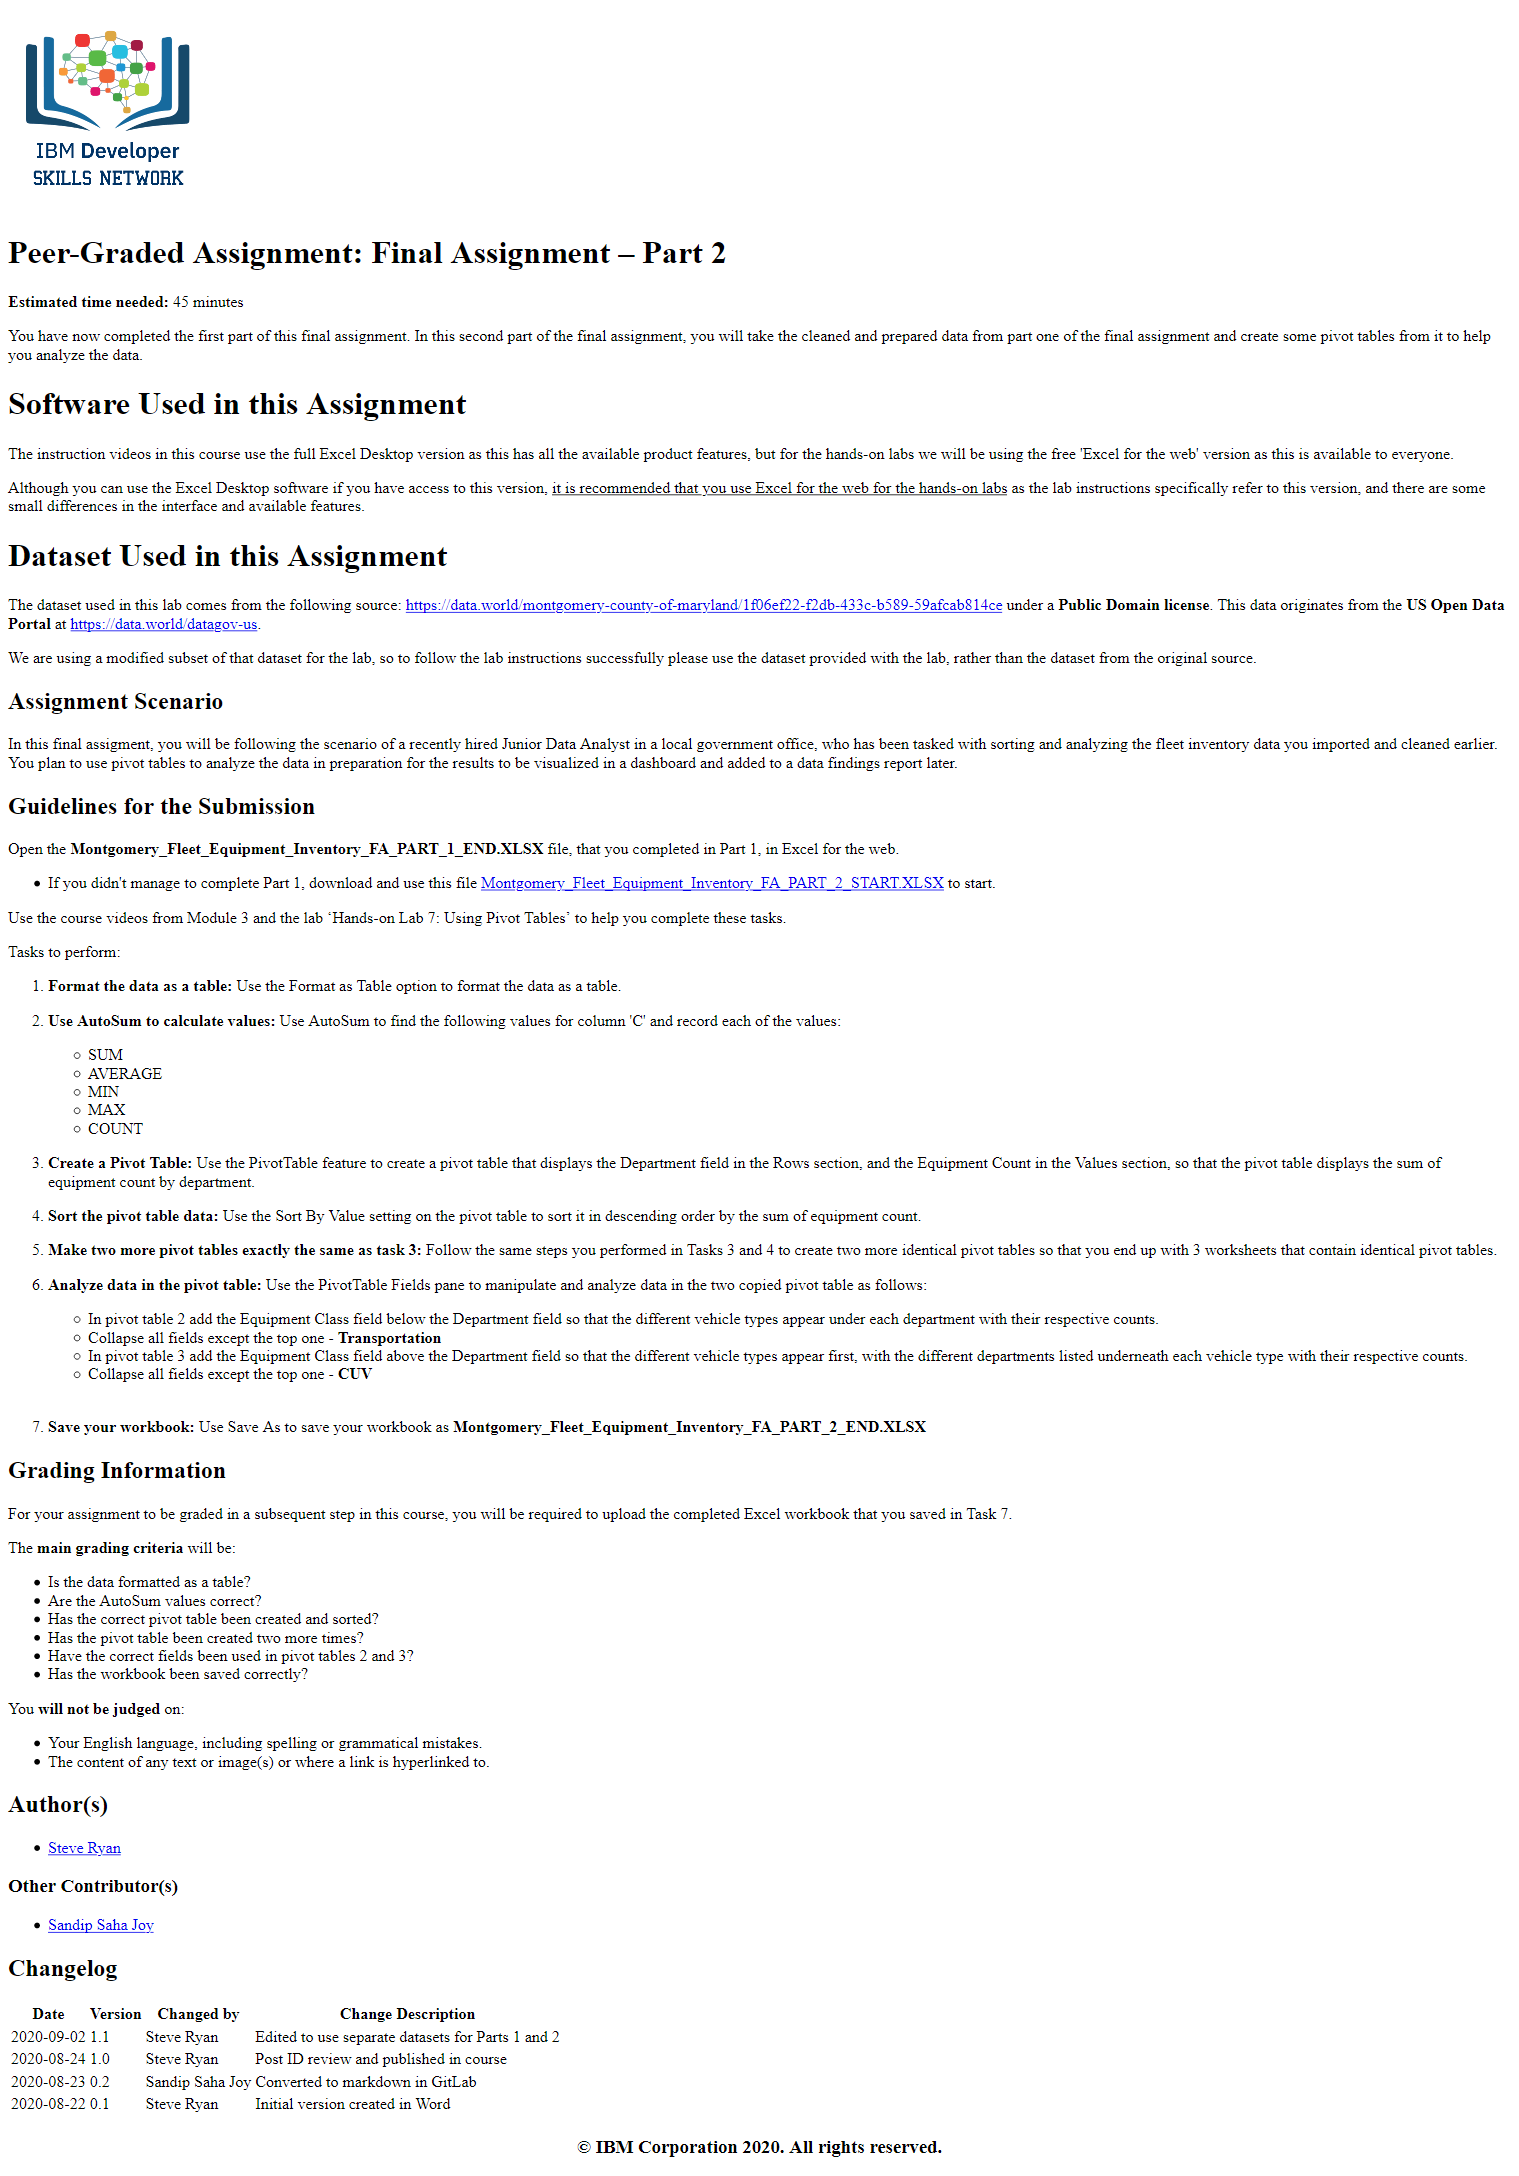 IBM Developer
SKILLS NETWORK
Peer-Graded Assignment: Final Assignment – Part 2
Estimated time needed: 45 minutes
You have now completed the first part of this final assignment. In this second part of the final assignment, you will take the cleaned and prepared data from part one of the final assignment and create some pivot tables from it to help
you analyze the data.
Software Used in this Assignment
The instruction videos in this course use the full Excel Desktop version as this has all the available product features, but for the hands-on labs we will be using the free 'Excel for the web' version as this is available to everyone.
Although you can use the Excel Desktop software if you have access to this version, it is recommended that you use Excel for the web for the hands-on labs as the lab instructions specifically refer to this version, and there are some
small differences in the interface and available features.
Dataset Used in this Assignment
The dataset used in this lab comes from the following source: https://data.world/montgomery-county-of-maryland/1f06ef22-f2db-433c-b589-59afcab814ce under a Public Domain license. This data originates from the US Open Data
Portal at https://data.world/datagov-us.
We are using a modified subset of that dataset for the lab, so to follow the lab instructions successfully please use the dataset provided with the lab, rather than the dataset from the original source.
Assignment Scenario
In this final assigment, you will be following the scenario of a recently hired Junior Data Analyst in a local government office, who has been tasked with sorting and analyzing the fleet inventory data you imported and cleaned earlier.
You plan to use pivot tables to analyze the data in preparation for the results to be visualized in a dashboard and added to a data findings report later.
Guidelines for the Submission
Open the Montgomery_Fleet_Equipment_Inventory_FA_PART_1_END.XLSX file, that you completed in Part 1, in Excel for the web.
• If you didn't manage to complete Part 1, download and use this file Montgomery_Fleet_Equipment_Inventory_FA_PART_2_START.XLSX to start.
Use the course videos from Module 3 and the lab ‘Hands-on Lab 7: Using Pivot Tables’ to help you complete these tasks.
Tasks to perform:
1. Format the data as a table: Use the Format as Table option to format the data as a table.
2. Use AutoSum to calculate values: Use AutoSum to find the following values for column 'C' and record each of the values:
○ SUM
○ AVERAGE
○ MIN
○ MAX
○ COUNT
3. Create a Pivot Table: Use the PivotTable feature to create a pivot table that displays the Department field in the Rows section, and the Equipment Count in the Values section, so that the pivot table displays the sum of
equipment count by department.
4. Sort the pivot table data: Use the Sort By Value setting on the pivot table to sort it in descending order by the sum of equipment count.
5. Make two more pivot tables exactly the same as task 3: Follow the same steps you performed in Tasks 3 and 4 to create two more identical pivot tables so that you end up with 3 worksheets that contain identical pivot tables.
6. Analyze data in the pivot table: Use the PivotTable Fields pane to manipulate and analyze data in the two copied pivot table as follows:
○ In pivot table 2 add the Equipment Class field below the Department field so that the different vehicle types appear under each department with their respective counts.
○ Collapse all fields except the top one - Transportation
○ In pivot table 3 add the Equipment Class field above the Department field so that the different vehicle types appear first, with the different departments listed underneath each vehicle type with their respective counts.
○ Collapse all fields except the top one - CUV
7. Save your workbook: Use Save As to save your workbook as Montgomery_Fleet_Equipment_Inventory_FA_PART_2_END.XLSX
Grading Information
For your assignment to be graded in a subsequent step in this course, you will be required to upload the completed Excel workbook that you saved in Task 7.
The main grading criteria will be:
• Is the data formatted as a table?
• Are the AutoSum values correct?
• Has the correct pivot table been created and sorted?
• Has the pivot table been created two more times?
• Have the correct fields been used in pivot tables 2 and 3?
• Has the workbook been saved correctly?
You will not be judged on:
• Your English language, including spelling or grammatical mistakes.
• The content of any text or image(s) or where a link is hyperlinked to.
Author(s)
• Steve Ryan
Other Contributor(s)
• Sandip Saha Joy
Changelog
Date Version Changed by Change Description
2020-09-02 1.1 Steve Ryan Edited to use separate datasets for Parts 1 and 2
2020-08-24 1.0 Steve Ryan Post ID review and published in course
2020-08-23 0.2 Sandip Saha Joy Converted to markdown in GitLab
2020-08-22 0.1 Steve Ryan Initial version created in Word
© IBM Corporation 2020. All rights reserved.